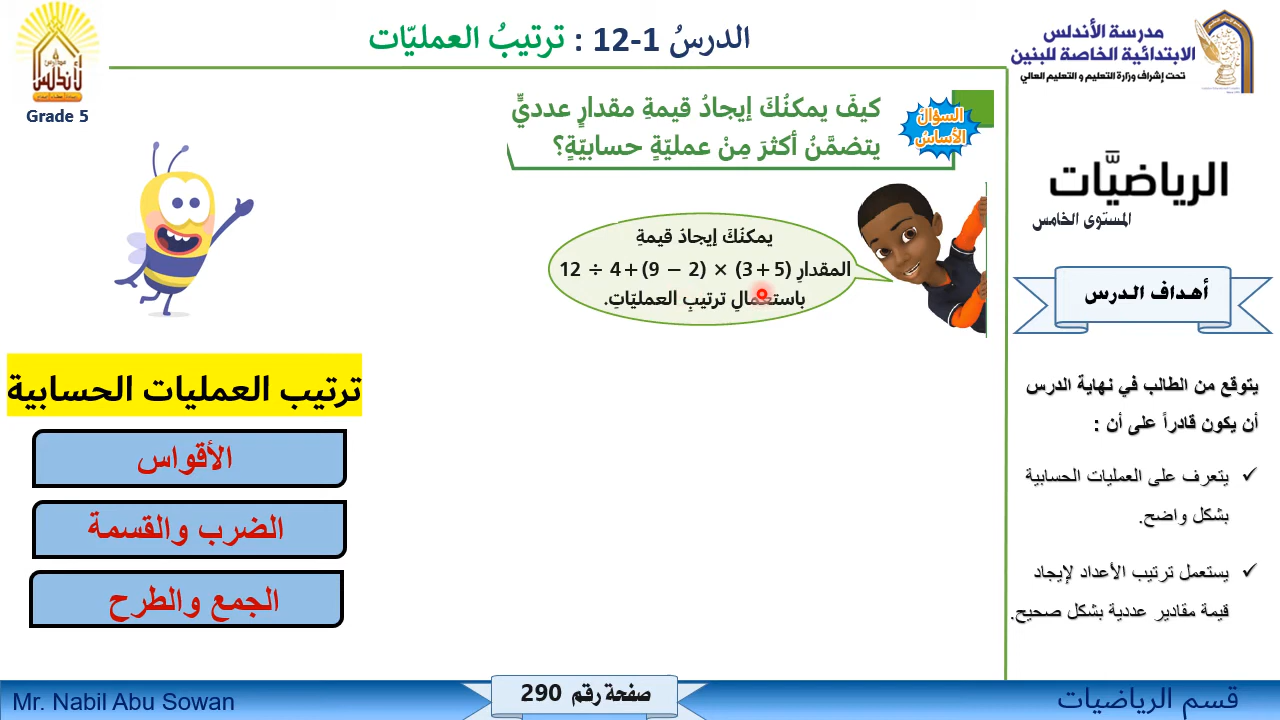 مدرسة الأندلس
الابتدائية الخاصة للبنين
تحت إشراف وزارة التعليم و التعليم العالي
الدرسُ 1-12 : ترتيبُ العمليّات
Grade 5
السؤالُ
الأساسُ
كيفَ يمكنُكَ إيجادُ قيمةِ مقدارٍ عدديٍّ
يتضمَّنُ أكثرَ مِنْ عمليّةٍ حسابيّةٍ؟
يمكنُكَ إيجادُ قيمةِ
المقدارِ 12 ÷ 4 + (9 − 2) × (3 + 5)
باستعمالِ ترتيبِ العمليّاتِ.
الرياضيَّات
المستوى الخامس
أهداف الدرس
يتوقع من الطالب في نهاية الدرس
أن يكون قادراً على أن :
✓ يتعرف على العمليات الحسابية
بشكل واضح.
✓ يستعمل ترتيب الأعداد لإيجاد
قيمة مقادير عددية بشكل صحيح.
ترتيب العمليات الحسابية
الأقواس
الضرب والقسمة
الجمع والطرح
قسم الرياضيات
صفحة رقم 290
Mr. Nabil Abu Sowan